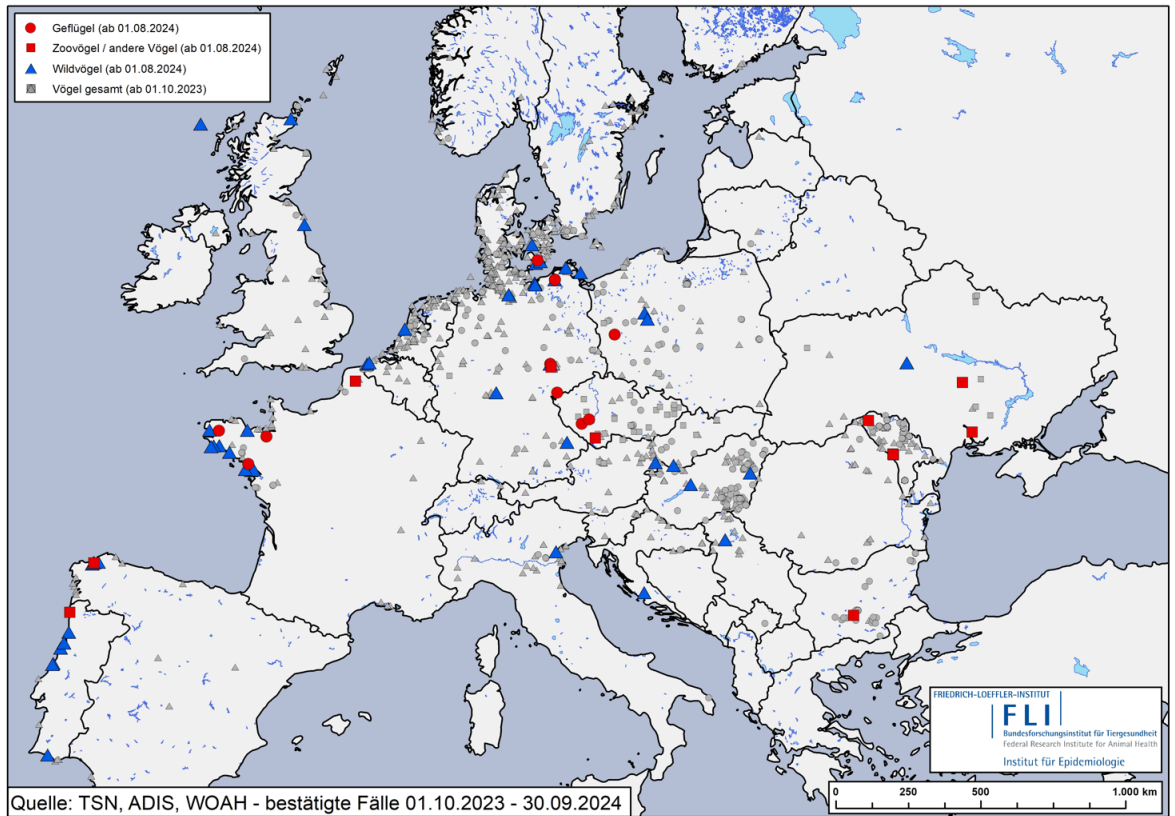 Geflügel (ab 01.08.2024)
Zoovögel / andere Vögel (ab 01.08.2024)
Wildvögel (ab 01.08.2024)
Vögel gesamt (ab 01.10.2023)
FRIEDRICH-LOEFFLER-INSTITUT
FLI
Bundesforschungsinstitut für Tiergesundheit
Federal Research Institute for Animal Health
Institut für Epidemiologie
Quelle: TSN, ADIS, WOAH - bestätigte Fälle 01.10.2023 - 30.09.2024
0 250 500 1.000 km